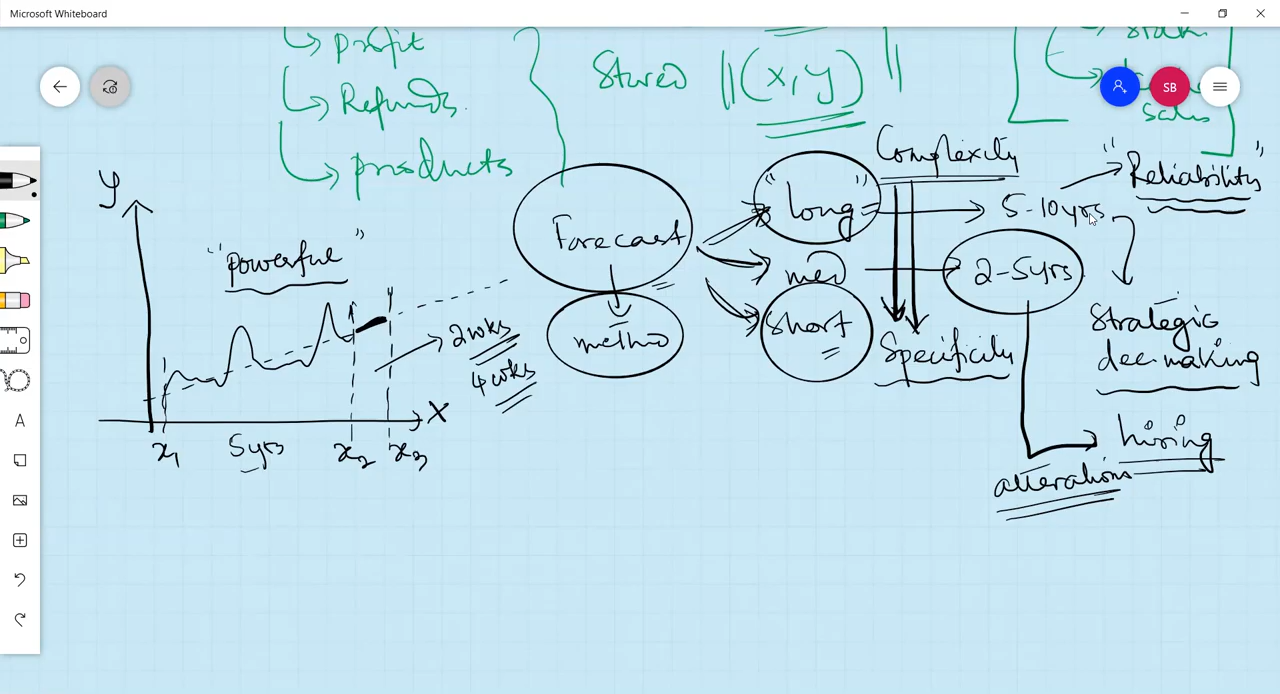 Microsoft Whiteboard
profit
Refunds
products
Stored (x, y)
sales
SB
Complexity
"Reliability"
y
"powerful"
Forecast
method
"long"
med
short
5-10yrs
2-5yrs
Specificity
Strategic
dec making
hiring
alterations
2wks
4wks
X
x1 5yrs x2 x3
A